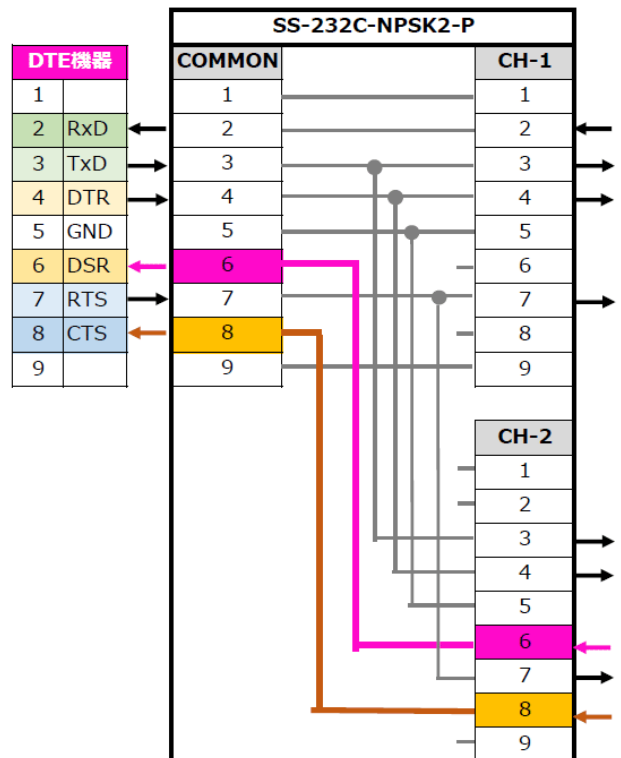 SS-232C-NPSK2-P
DTE機器 COMMON CH-1
1 1 1
2 RxD 2 2
3 TxD 3 3
4 DTR 4 4
5 GND 5 5
6 DSR 6 6
7 RTS 7 7
8 CTS 8 8
9 9 9
CH-2
1
2
3
4
5
6
7
8
9